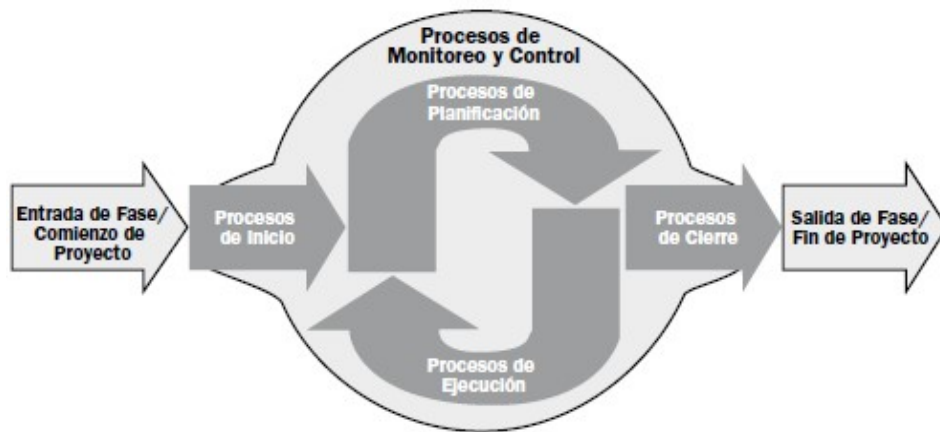 Procesos de
Monitoreo y Control
Procesos de
Planificación
Entrada de Fase/
Comienzo de
Proyecto
Procesos
de Inicio
Procesos
de Cierre
Salida de Fase/
Fin de Proyecto
Procesos de
Ejecución